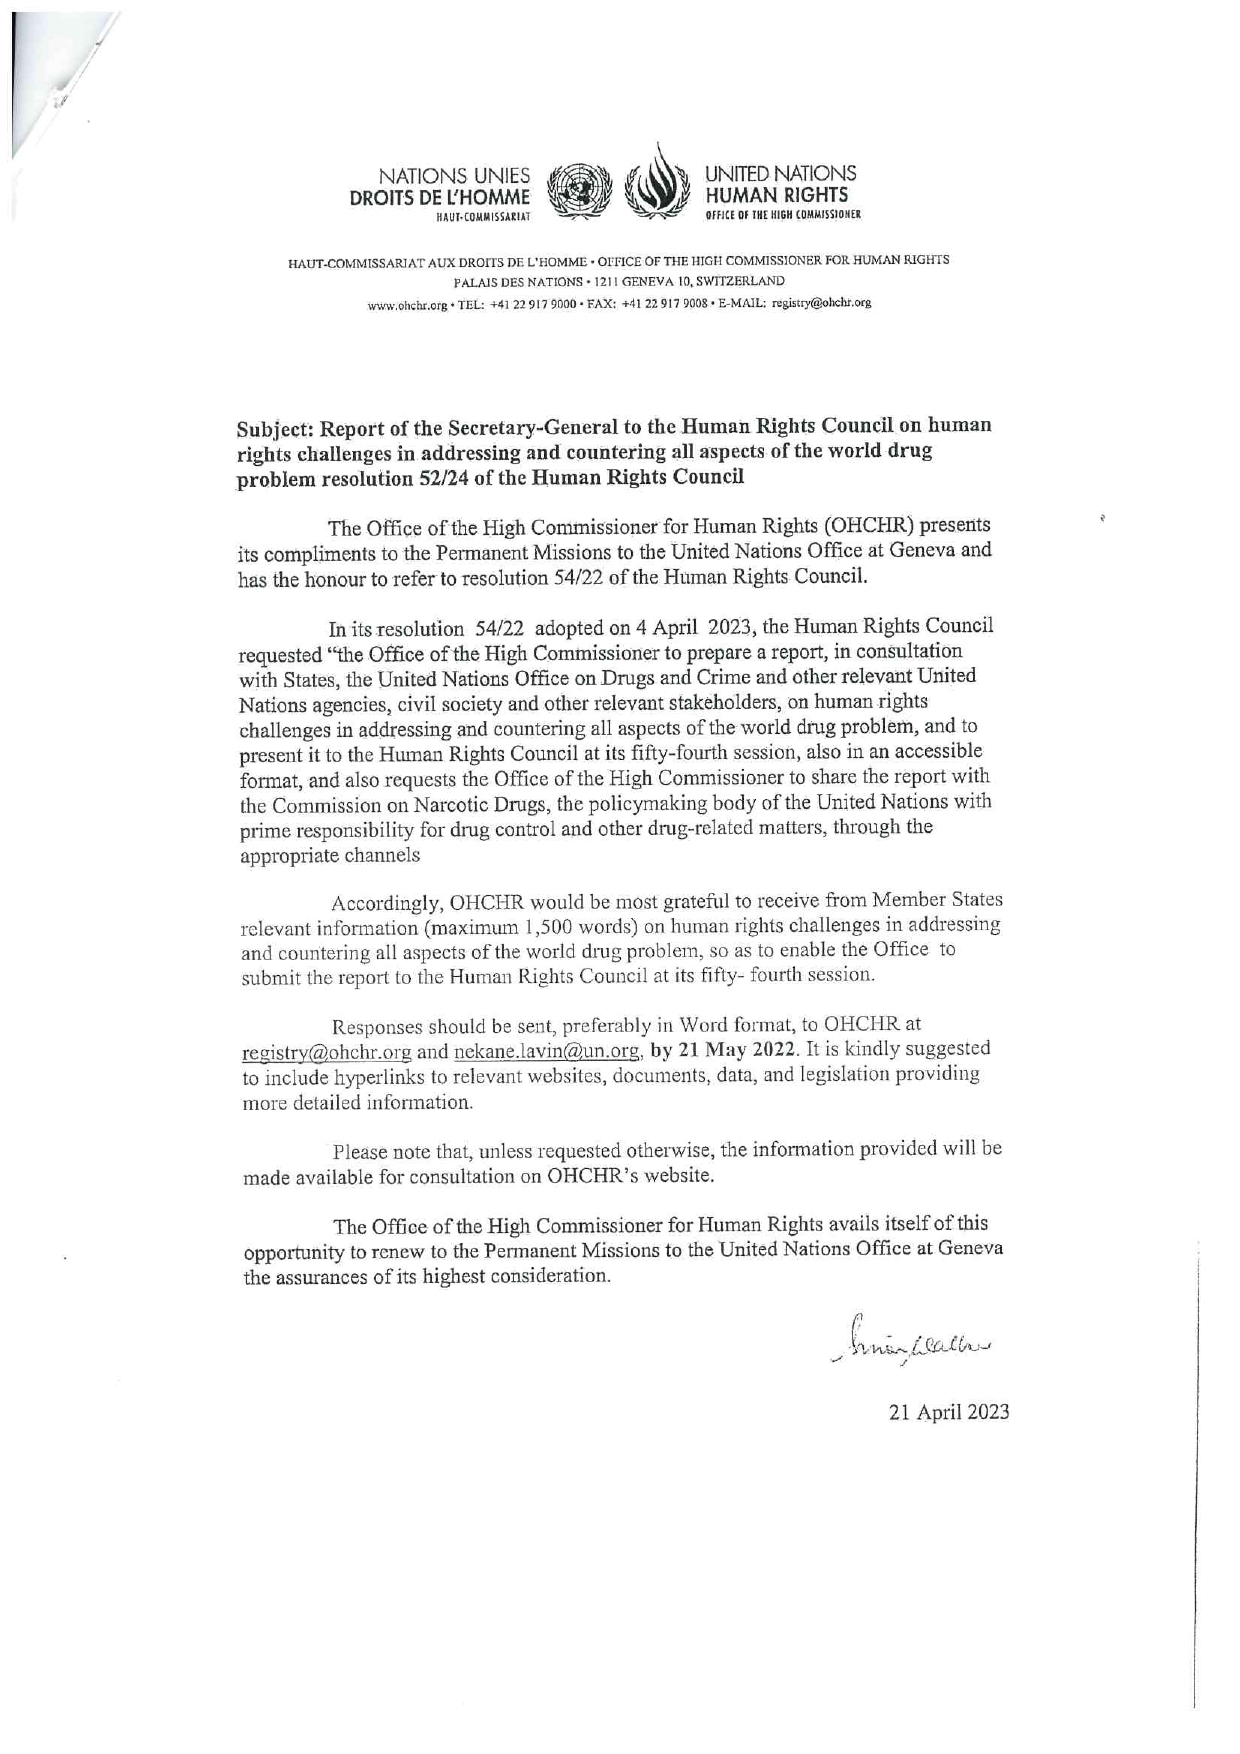 NATIONS UNIES
DROITS DE L'HOMME
HAUT-COMMISSARIAT
UNITED NATIONS
HUMAN RIGHTS
OFFICE OF THE HIGH COMMISSIONER
HAUT-COMMISSARIAT AUX DROITS DE L'HOMME • OFFICE OF THE HIGH COMMISSIONER FOR HUMAN RIGHTS
PALAIS DES NATIONS • 1211 GENEVA 10, SWITZERLAND
www.ohchr.org • TEL: +41 22 917 9000 • FAX: +41 22 917 9008 • E-MAIL: registry@ohchr.org
Subject: Report of the Secretary-General to the Human Rights Council on human
rights challenges in addressing and countering all aspects of the world drug
problem resolution 52/24 of the Human Rights Council
The Office of the High Commissioner for Human Rights (OHCHR) presents
its compliments to the Permanent Missions to the United Nations Office at Geneva and
has the honour to refer to resolution 54/22 of the Human Rights Council.
In its resolution 54/22 adopted on 4 April 2023, the Human Rights Council
requested “the Office of the High Commissioner to prepare a report, in consultation
with States, the United Nations Office on Drugs and Crime and other relevant United
Nations agencies, civil society and other relevant stakeholders, on human rights
challenges in addressing and countering all aspects of the world drug problem, and to
present it to the Human Rights Council at its fifty-fourth session, also in an accessible
format, and also requests the Office of the High Commissioner to share the report with
the Commission on Narcotic Drugs, the policymaking body of the United Nations with
prime responsibility for drug control and other drug-related matters, through the
appropriate channels
Accordingly, OHCHR would be most grateful to receive from Member States
relevant information (maximum 1,500 words) on human rights challenges in addressing
and countering all aspects of the world drug problem, so as to enable the Office to
submit the report to the Human Rights Council at its fifty- fourth session.
Responses should be sent, preferably in Word format, to OHCHR at
registry@ohchr.org and nekane.lavin@un.org, by 21 May 2022. It is kindly suggested
to include hyperlinks to relevant websites, documents, data, and legislation providing
more detailed information.
Please note that, unless requested otherwise, the information provided will be
made available for consultation on OHCHR’s website.
The Office of the High Commissioner for Human Rights avails itself of this
opportunity to renew to the Permanent Missions to the United Nations Office at Geneva
the assurances of its highest consideration.
21 April 2023